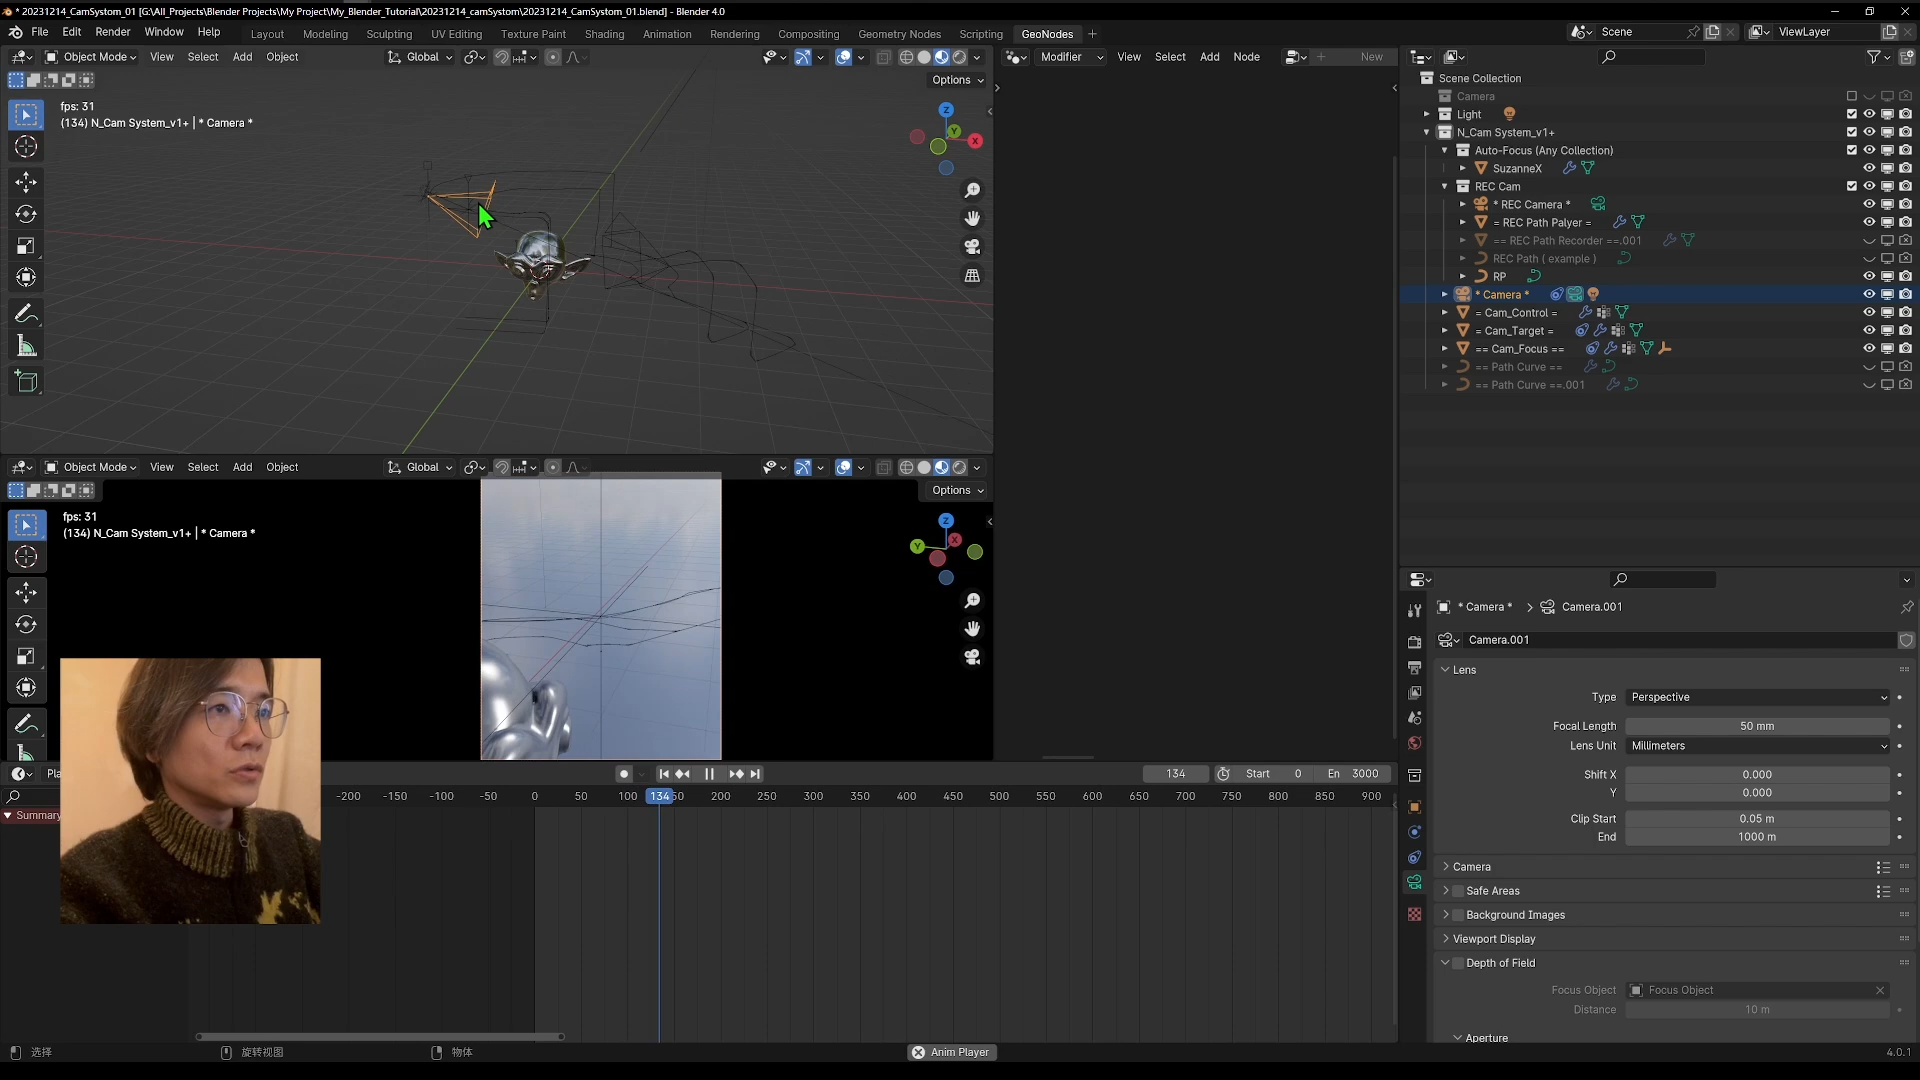 * 20231214_CamSystom_01 [G:\All_Projects\Blender Projects\My Project\My_Blender_Tutorial\20231214_camSystom\20231214_CamSystom_01.blend] - Blender 4.0
File Edit Render Window Help Layout Modeling Sculpting UV Editing Texture Paint Shading Animation Rendering Compositing Geometry Nodes Scripting GeoNodes + Scene ViewLayer
Object Mode View Select Add Object Global
Options
fps: 31
(134) N_Cam System_v1+ | * Camera *
Z
Y
X
Modifier View Select Add Node New
Scene Collection
Camera
Light
N_Cam System_v1+
Auto-Focus (Any Collection)
SuzanneX
REC Cam
* REC Camera *
= REC Path Palyer =
== REC Path Recorder ==.001
REC Path ( example )
RP
* Camera *
= Cam_Control =
= Cam_Target =
== Cam_Focus ==
== Path Curve ==
== Path Curve ==.001
Object Mode View Select Add Object Global
Options
fps: 31
(134) N_Cam System_v1+ | * Camera *
Z
Y
X
* Camera * > Camera.001
Camera.001
Lens
Type Perspective
Focal Length 50 mm
Lens Unit Millimeters
Shift X 0.000
Y 0.000
Clip Start 0.05 m
End 1000 m
Camera
Safe Areas
Background Images
Viewport Display
Depth of Field
Focus Object Focus Object
Distance 10 m
Aperture
Pla 134 Start 0 En 3000
-200 -150 -100 -50 0 50 100 134 50 200 250 300 350 400 450 500 550 600 650 700 750 800 850 900
Summary
选择 旋转视图 物体 Anim Player 4.0.1